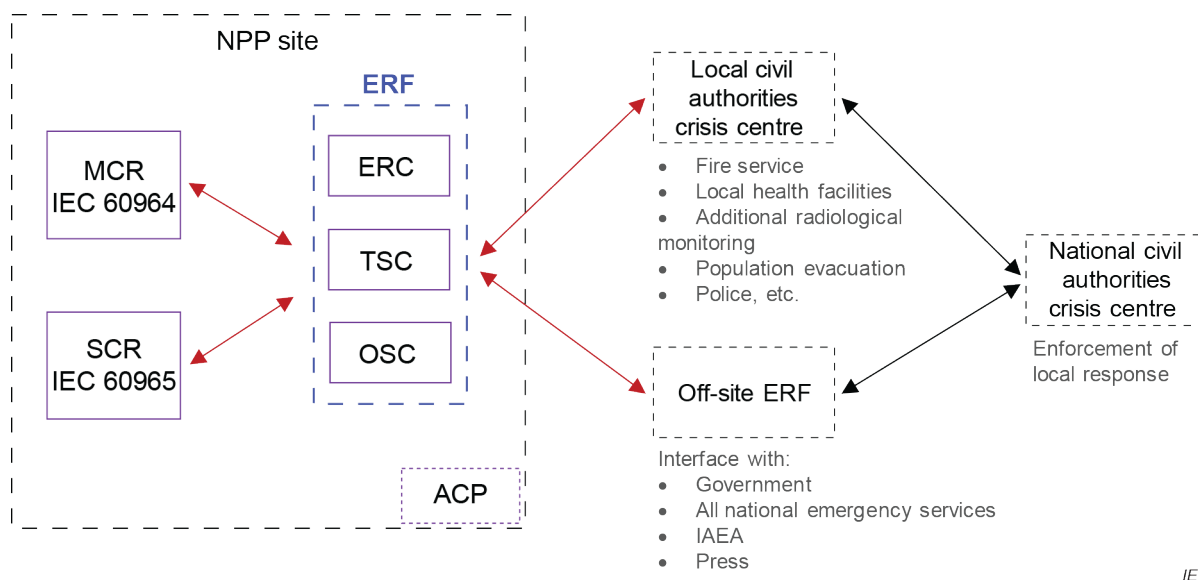 NPP site
ERF
MCR
IEC 60964
ERC
TSC
OSC
SCR
IEC 60965
ACP
Local civil
authorities
crisis centre
● Fire service
● Local health facilities
● Additional radiological
monitoring
● Population evacuation
● Police, etc.
Off-site ERF
Interface with:
● Government
● All national emergency services
● IAEA
● Press
National civil
authorities
crisis centre
Enforcement of
local response